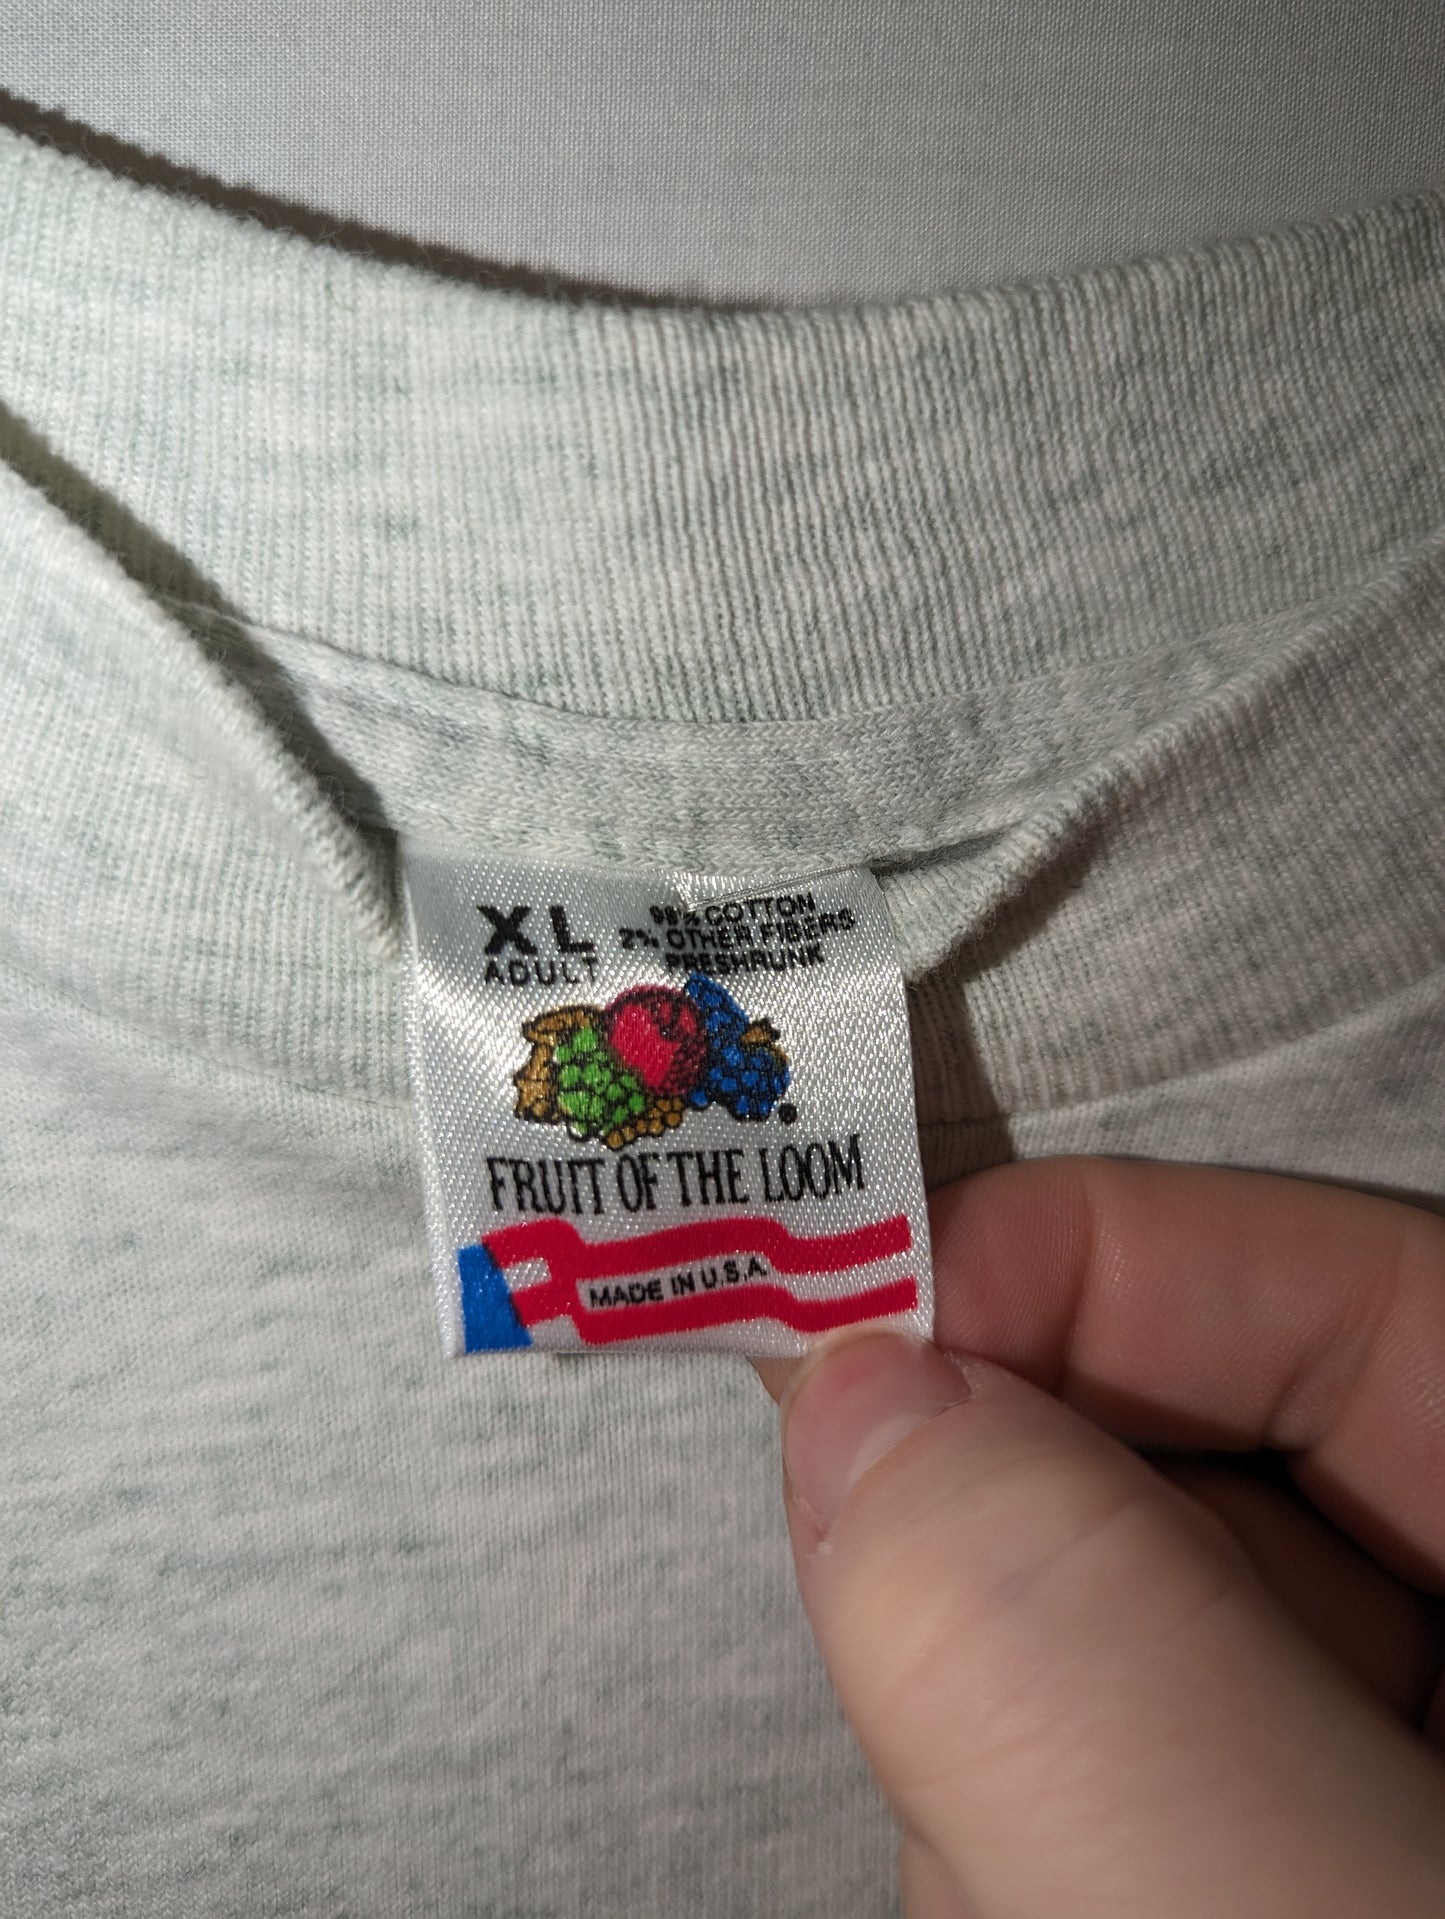 XL
ADULT
98% COTTON
2% OTHER FIBERS
PRESHRUNK
FRUIT OF THE LOOM
MADE IN U.S.A.